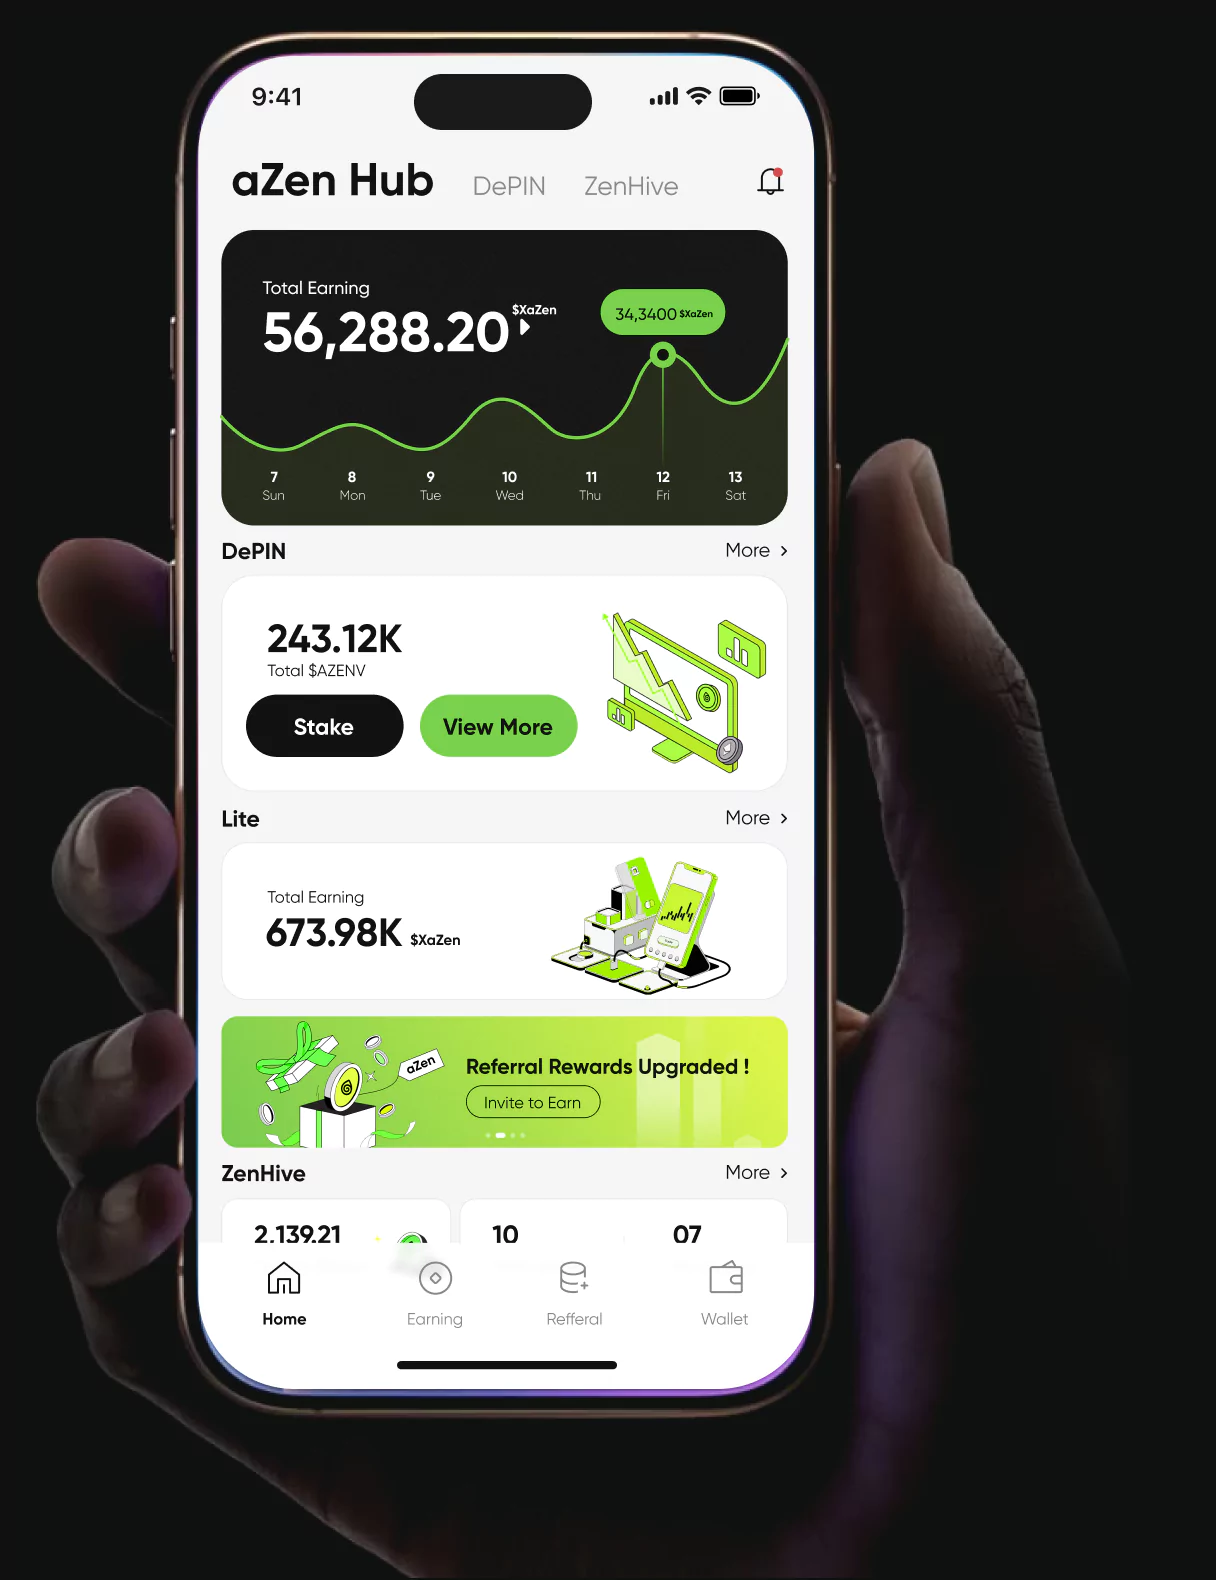 9:41
aZen Hub DePIN ZenHive
Total Earning
56,288.20 $XaZen
34,3400 $XaZen
7 8 9 10 11 12 13
Sun Mon Tue Wed Thu Fri Sat
DePIN More >
243.12K
Total $AZENV
Stake View More
Lite More >
Total Earning
673.98K $XaZen
aZen
Referral Rewards Upgraded !
Invite to Earn
ZenHive More >
2,139.21 10 07
Home Earning Refferal Wallet